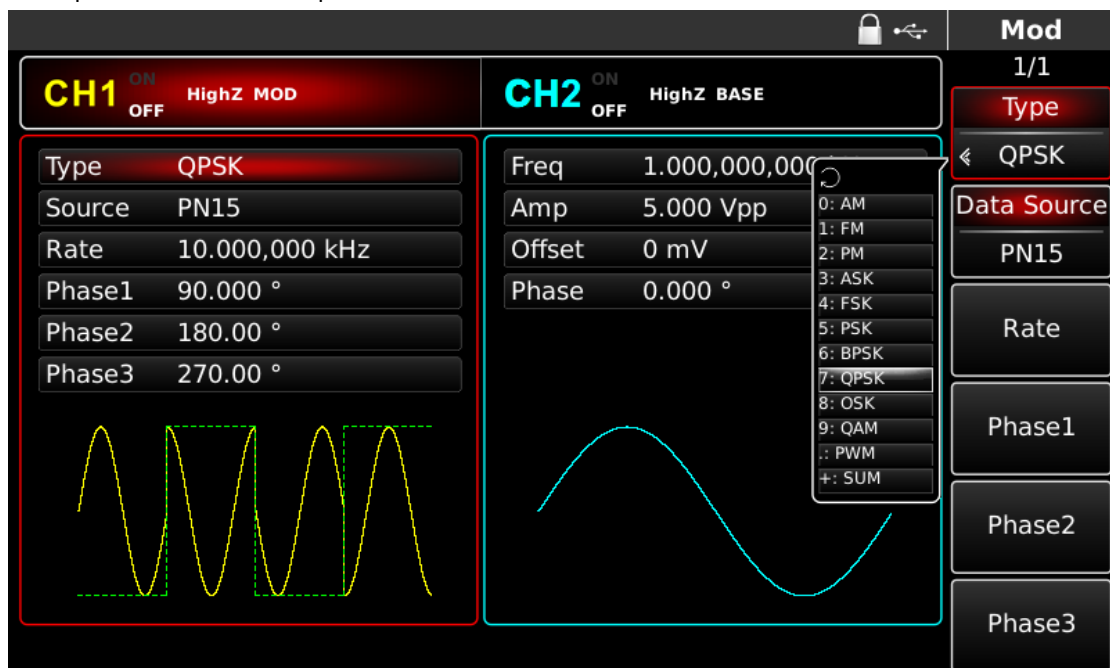 Mod
1/1
CH1 ON OFF HighZ MOD
CH2 ON OFF HighZ BASE
Type QPSK
Source PN15
Rate 10.000,000 kHz
Phase1 90.000 °
Phase2 180.00 °
Phase3 270.00 °
Freq 1.000,000,000
Amp 5.000 Vpp
Offset 0 mV
Phase 0.000 °
0: AM
1: FM
2: PM
3: ASK
4: FSK
5: PSK
6: BPSK
7: QPSK
8: OSK
9: QAM
.: PWM
+: SUM
Type
QPSK
Data Source
PN15
Rate
Phase1
Phase2
Phase3